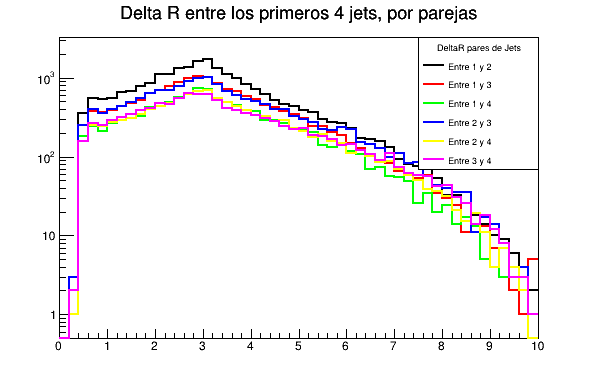 Delta R entre los primeros 4 jets, por parejas
DeltaR pares de Jets
Entre 1 y 2
Entre 1 y 3
Entre 1 y 4
Entre 2 y 3
Entre 2 y 4
Entre 3 y 4
10³
10²
10
1
0 1 2 3 4 5 6 7 8 9 10